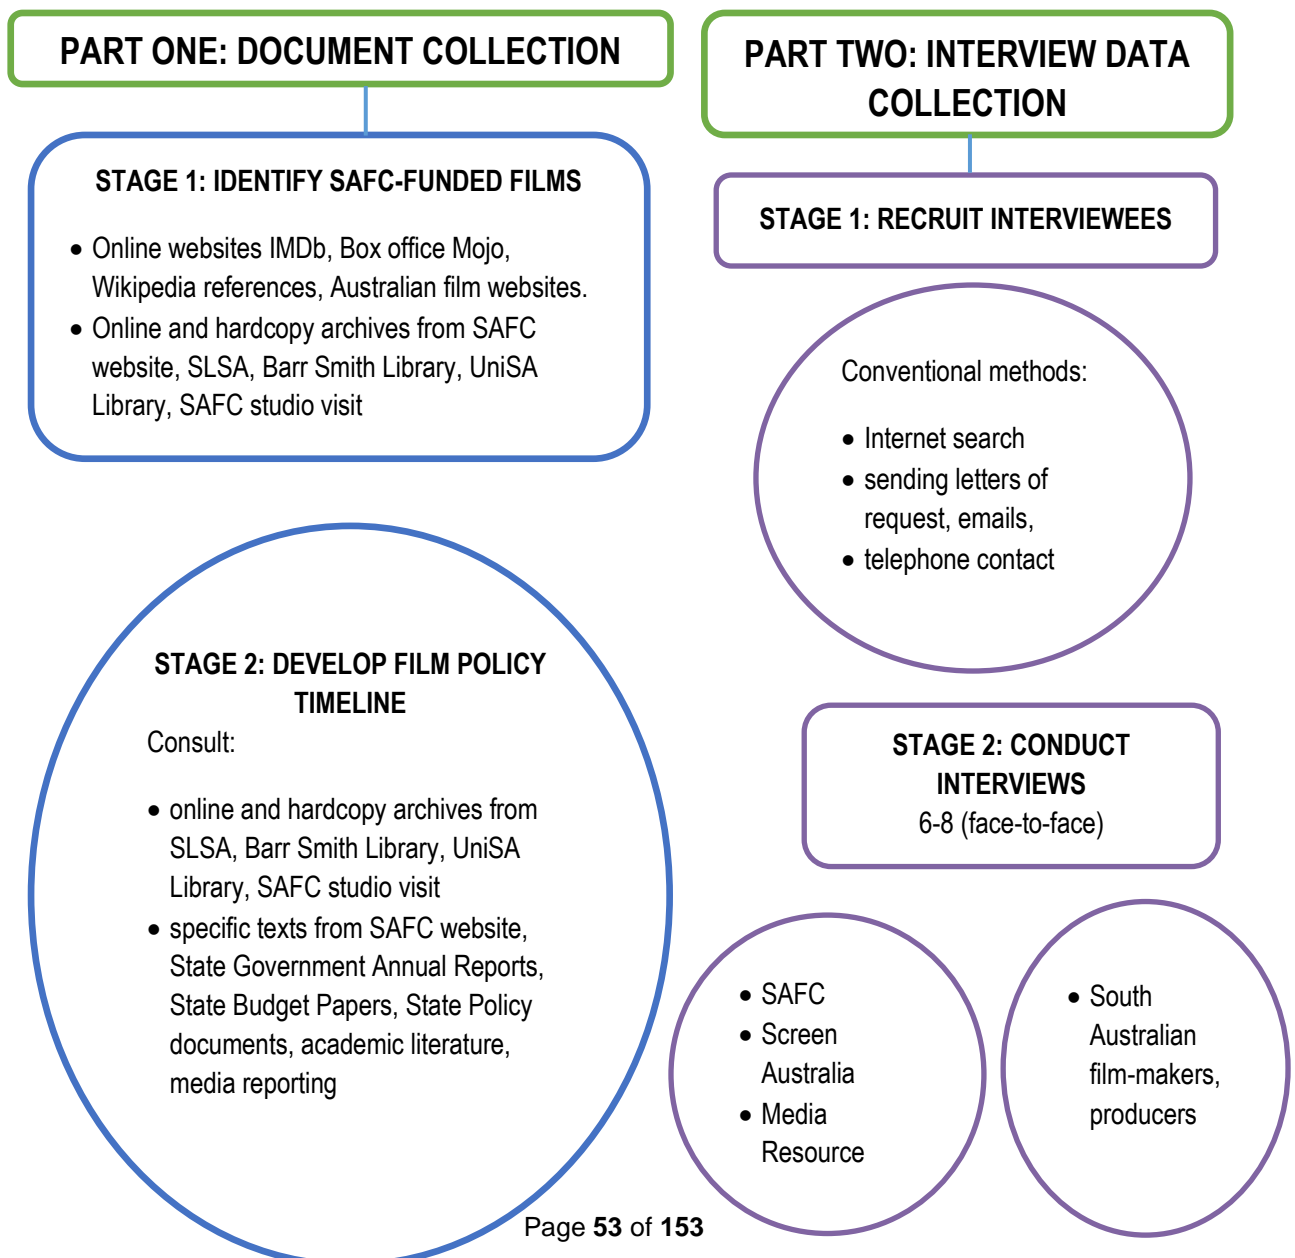 PART ONE: DOCUMENT COLLECTION
STAGE 1: IDENTIFY SAFC-FUNDED FILMS
• Online websites IMDb, Box office Mojo,
Wikipedia references, Australian film websites.
• Online and hardcopy archives from SAFC
website, SLSA, Barr Smith Library, UniSA
Library, SAFC studio visit
STAGE 2: DEVELOP FILM POLICY
TIMELINE
Consult:
• online and hardcopy archives from
SLSA, Barr Smith Library, UniSA
Library, SAFC studio visit
• specific texts from SAFC website,
State Government Annual Reports,
State Budget Papers, State Policy
documents, academic literature,
media reporting
PART TWO: INTERVIEW DATA
COLLECTION
STAGE 1: RECRUIT INTERVIEWEES
Conventional methods:
• Internet search
• sending letters of
request, emails,
• telephone contact
STAGE 2: CONDUCT
INTERVIEWS
6-8 (face-to-face)
• SAFC
• Screen
Australia
• Media
Resource
• South
Australian
film-makers,
producers
Page 53 of 153